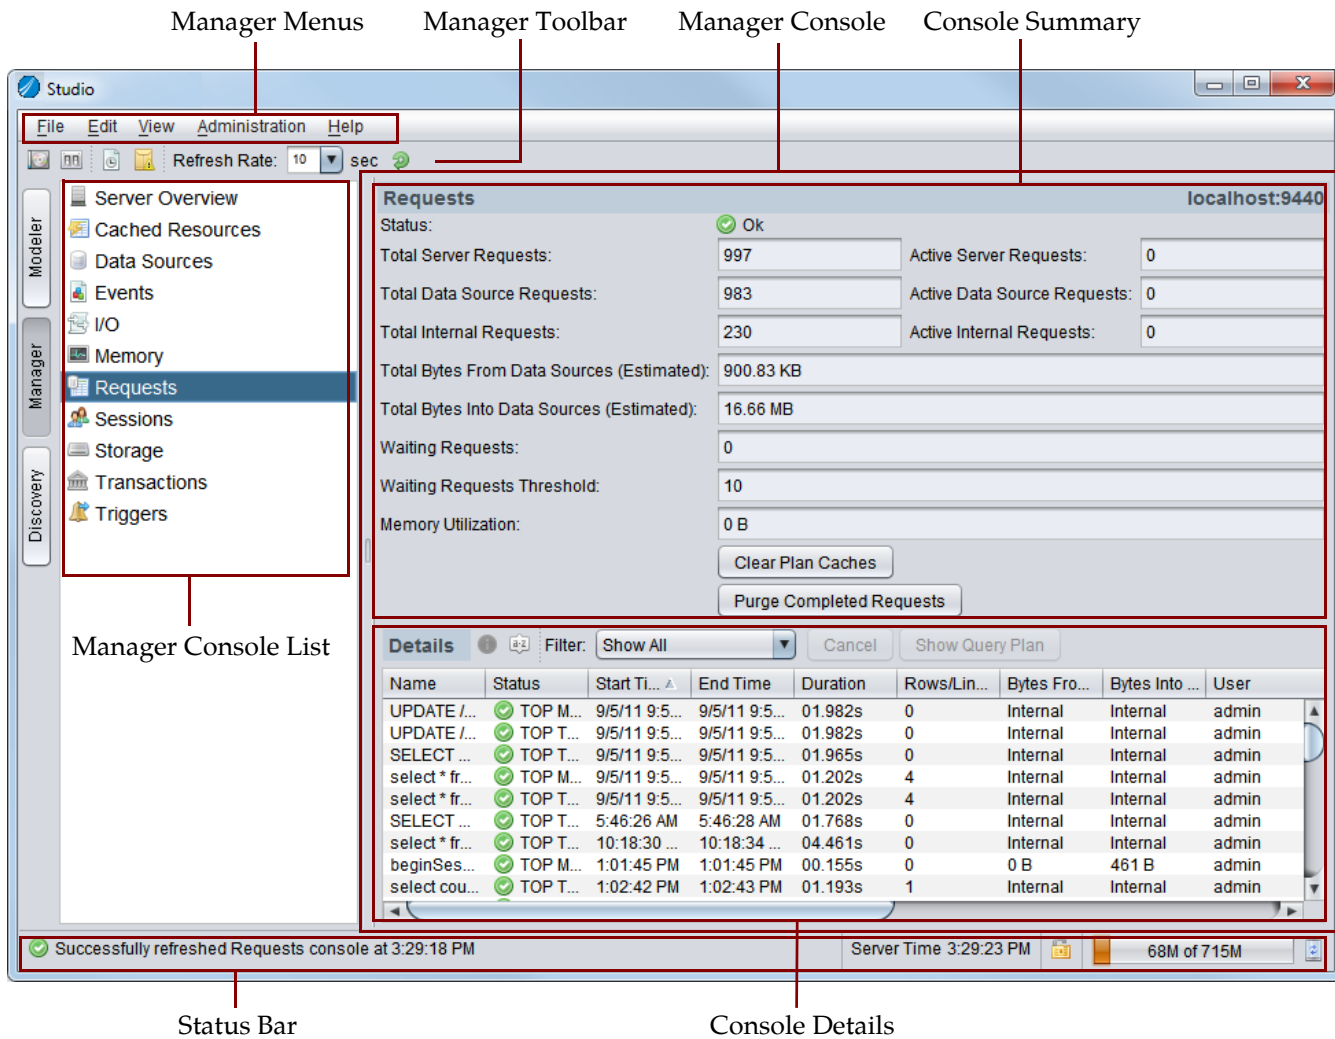 Manager Menus Manager Toolbar Manager Console Console Summary
Studio
File Edit View Administration Help
Refresh Rate: 10 sec
Modeler
Manager
Discovery
Server Overview
Cached Resources
Data Sources
Events
I/O
Memory
Requests
Sessions
Storage
Transactions
Triggers
Manager Console List
Requests localhost:9440
Status: Ok
Total Server Requests: 997 Active Server Requests: 0
Total Data Source Requests: 983 Active Data Source Requests: 0
Total Internal Requests: 230 Active Internal Requests: 0
Total Bytes From Data Sources (Estimated): 900.83 KB
Total Bytes Into Data Sources (Estimated): 16.66 MB
Waiting Requests: 0
Waiting Requests Threshold: 10
Memory Utilization: 0 B
Clear Plan Caches
Purge Completed Requests
Details a-z Filter: Show All Cancel Show Query Plan
Name Status Start Ti... End Time Duration Rows/Lin... Bytes Fro... Bytes Into ... User
UPDATE /... TOP M... 9/5/11 9:5... 9/5/11 9:5... 01.982s 0 Internal Internal admin
UPDATE /... TOP T... 9/5/11 9:5... 9/5/11 9:5... 01.982s 0 Internal Internal admin
SELECT ... TOP T... 9/5/11 9:5... 9/5/11 9:5... 01.965s 0 Internal Internal admin
select * fr... TOP M... 9/5/11 9:5... 9/5/11 9:5... 01.202s 4 Internal Internal admin
select * fr... TOP T... 9/5/11 9:5... 9/5/11 9:5... 01.202s 4 Internal Internal admin
SELECT ... TOP T... 5:46:26 AM 5:46:28 AM 01.768s 0 Internal Internal admin
select * fr... TOP T... 10:18:30 ... 10:18:34 ... 04.461s 0 Internal Internal admin
beginSes... TOP M... 1:01:45 PM 1:01:45 PM 00.155s 0 0 B 461 B admin
select cou... TOP T... 1:02:42 PM 1:02:43 PM 01.193s 1 Internal Internal admin
Successfully refreshed Requests console at 3:29:18 PM Server Time 3:29:23 PM 68M of 715M
Status Bar Console Details